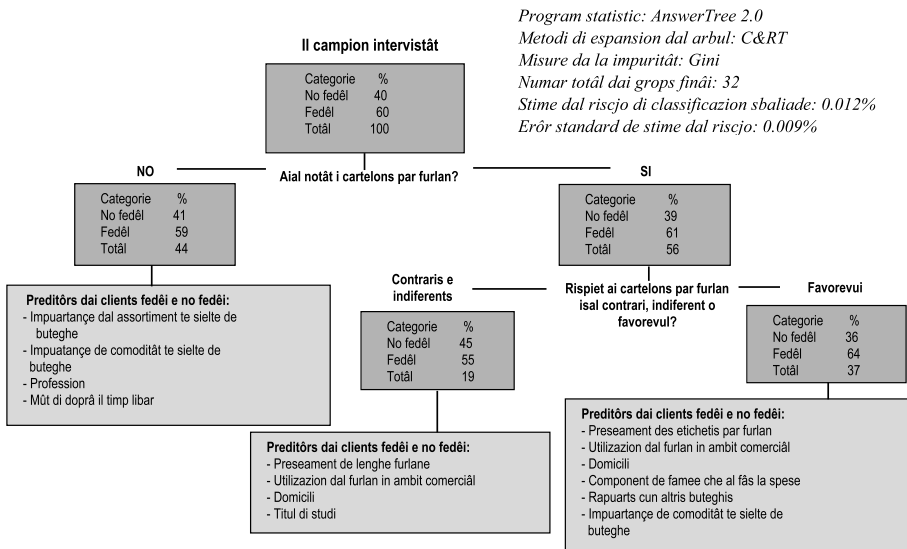 Program statistic: AnswerTree 2.0
Metodi di espansion dal arbul: C&RT
Misure da la impuritât: Gini
Numar totâl dai grops finâi: 32
Stime dal riscjo di classificazion sbaliade: 0.012%
Erôr standard de stime dal riscjo: 0.009%
Il campion intervistât
Categorie %
No fedêl 40
Fedêl 60
Totâl 100
Aial notât i cartelons par furlan?
NO
Categorie %
No fedêl 41
Fedêl 59
Totâl 44
SI
Categorie %
No fedêl 39
Fedêl 61
Totâl 56
Preditôrs dai clients fedêi e no fedêi:
- Impuartançe dal assortiment te sielte de
buteghe
- Impuatançe de comoditât te sielte de
buteghe
- Profession
- Mût di doprâ il timp libar
Rispiet ai cartelons par furlan
isal contrari, indiferent o
favorevul?
Contraris e
indiferents
Categorie %
No fedêl 45
Fedêl 55
Totâl 19
Favorevui
Categorie %
No fedêl 36
Fedêl 64
Totâl 37
Preditôrs dai clients fedêi e no fedêi:
- Preseament de lenghe furlane
- Utilizazion dal furlan in ambit comerciâl
- Domicili
- Titul di studi
Preditôrs dai clients fedêi e no fedêi:
- Preseament des etichetis par furlan
- Utilizazion dal furlan in ambit comerciâl
- Domicili
- Component di famee che al fâs la spese
- Rapuarts cun altris buteghis
- Impuartançe di comoditât te sielte de
buteghe